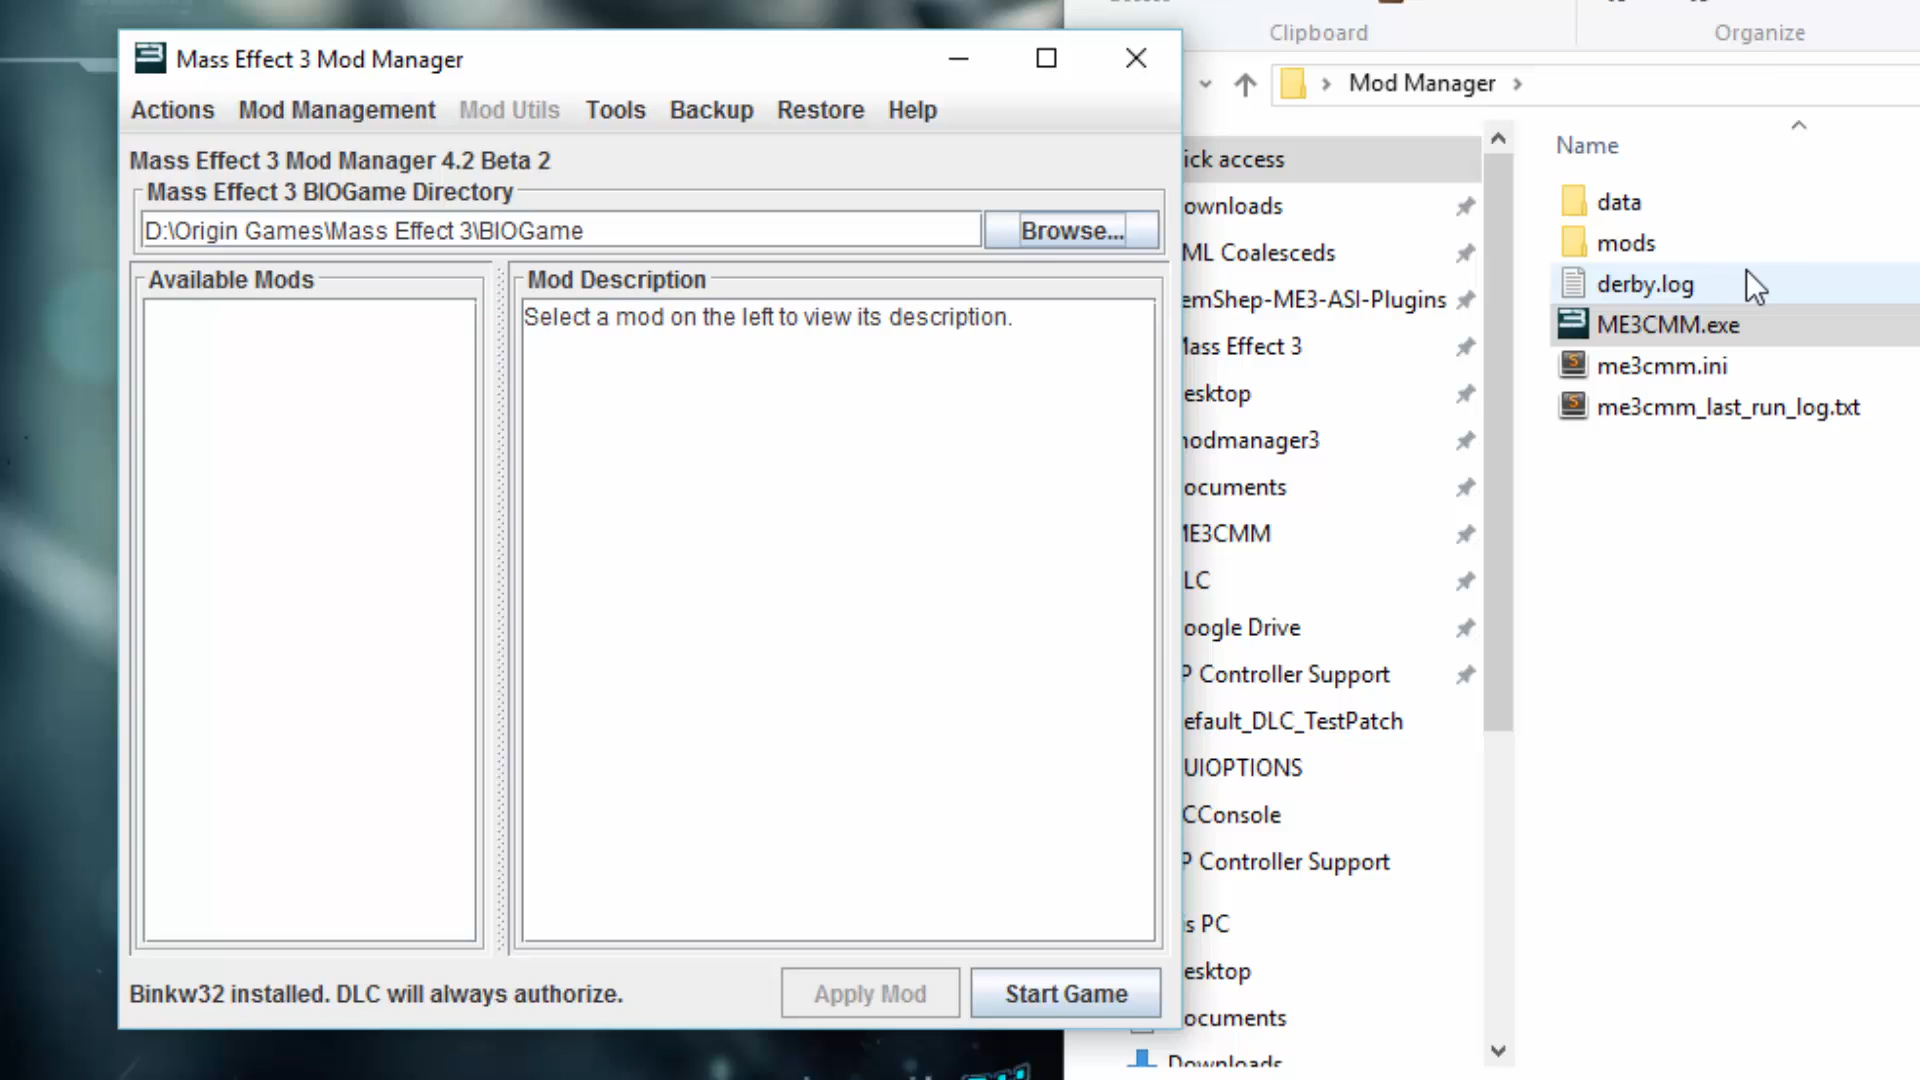 Mass Effect 3 Mod Manager
Actions Mod Management Mod Utils Tools Backup Restore Help
Mass Effect 3 Mod Manager 4.2 Beta 2
Mass Effect 3 BIOGame Directory
D:\Origin Games\Mass Effect 3\BIOGame
Browse...
Available Mods
Mod Description
Select a mod on the left to view its description.
Binkw32 installed. DLC will always authorize.
Apply Mod
Start Game
Clipboard
Organize
Mod Manager
ick access
ownloads
ML Coalesceds
emShep-ME3-ASI-Plugins
lass Effect 3
esktop
nodmanager3
ocuments
ME3CMM
LC
oogle Drive
P Controller Support
efault_DLC_TestPatch
UIOPTIONS
CConsole
P Controller Support
is PC
esktop
ocuments
Downloads
Name
data
mods
derby.log
ME3CMM.exe
me3cmm.ini
me3cmm_last_run_log.txt